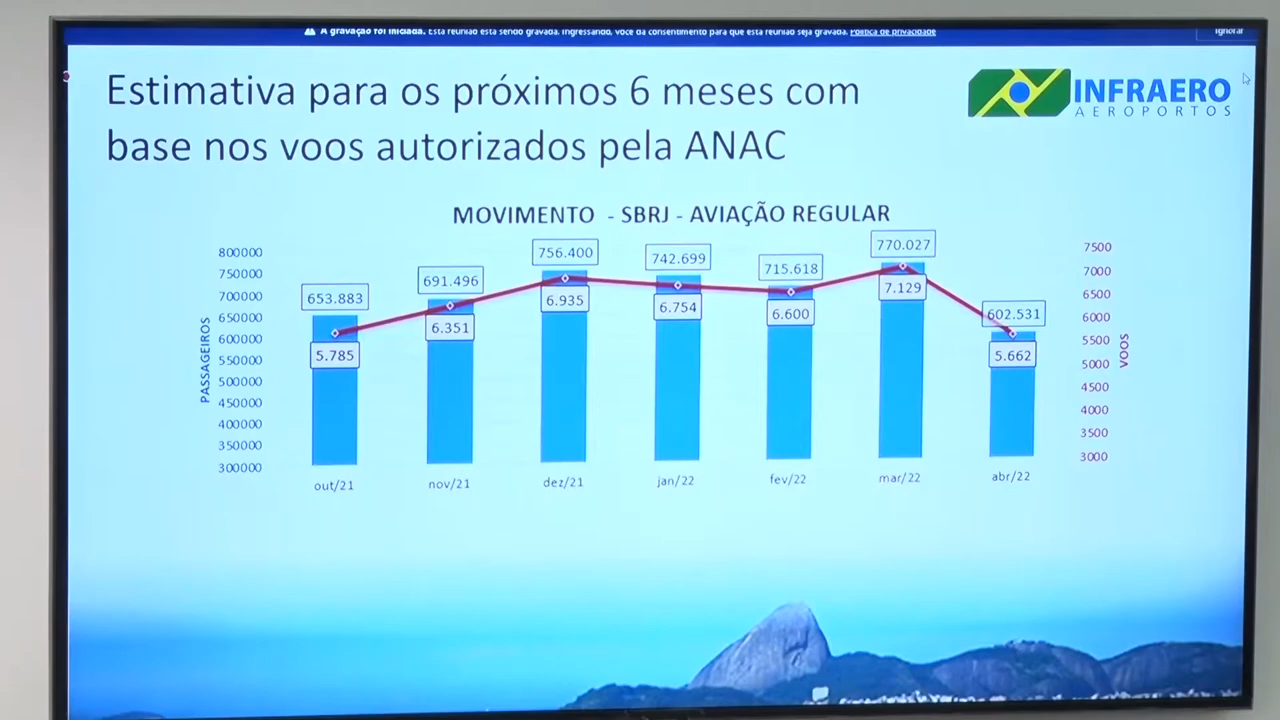 A gravação foi iniciada. Esta reunião está sendo gravada. Ingressando, você dá consentimento para que esta reunião seja gravada. Política de privacidade
Ignorar
Estimativa para os próximos 6 meses com
base nos voos autorizados pela ANAC
INFRAERO
AEROPORTOS
MOVIMENTO - SBRJ - AVIAÇÃO REGULAR
800000
750000
700000
650000
600000
550000
500000
450000
400000
350000
300000
PASSAGEIROS
653.883
691.496
756.400
742.699
715.618
770.027
602.531
5.785
6.351
6.935
6.754
6.600
7.129
5.662
7500
7000
6500
6000
5500
5000
4500
4000
3500
3000
VOOS
out/21
nov/21
dez/21
jan/22
fev/22
mar/22
abr/22